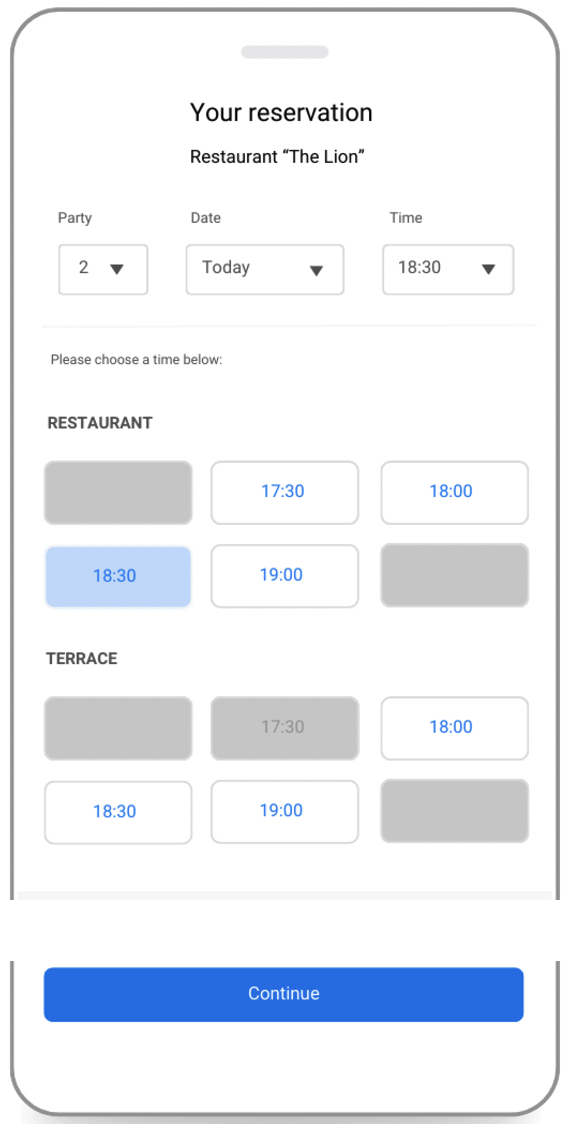 Your reservation
Restaurant “The Lion”
Party Date Time
2 Today 18:30
Please choose a time below:
RESTAURANT
17:30 18:00
18:30 19:00
TERRACE
17:30 18:00
18:30 19:00
Continue